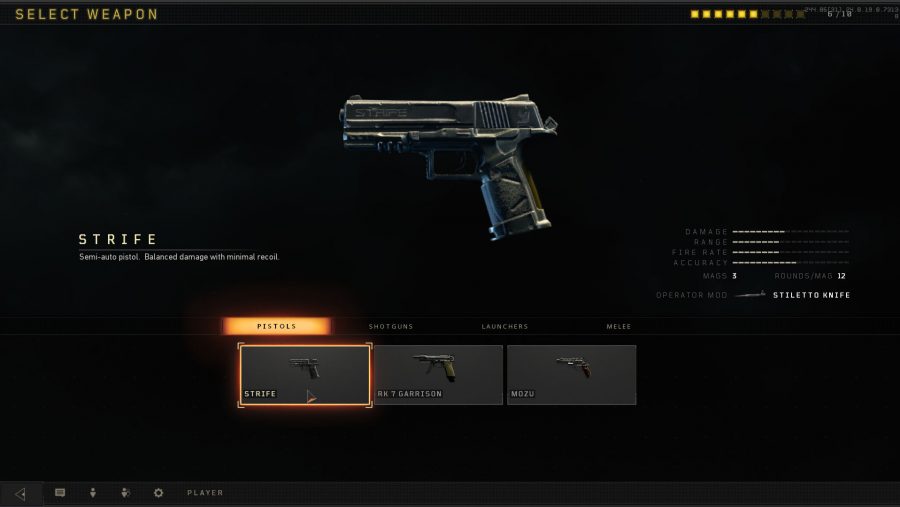 SELECT WEAPON
6/10
STRIFE
STRIFE
Semi-auto pistol. Balanced damage with minimal recoil.
DAMAGE
RANGE
FIRE RATE
ACCURACY
MAGS 3 ROUNDS/MAG 12
OPERATOR MOD STILETTO KNIFE
PISTOLS SHOTGUNS LAUNCHERS MELEE
STRIFE RK 7 GARRISON MOZU
PLAYER